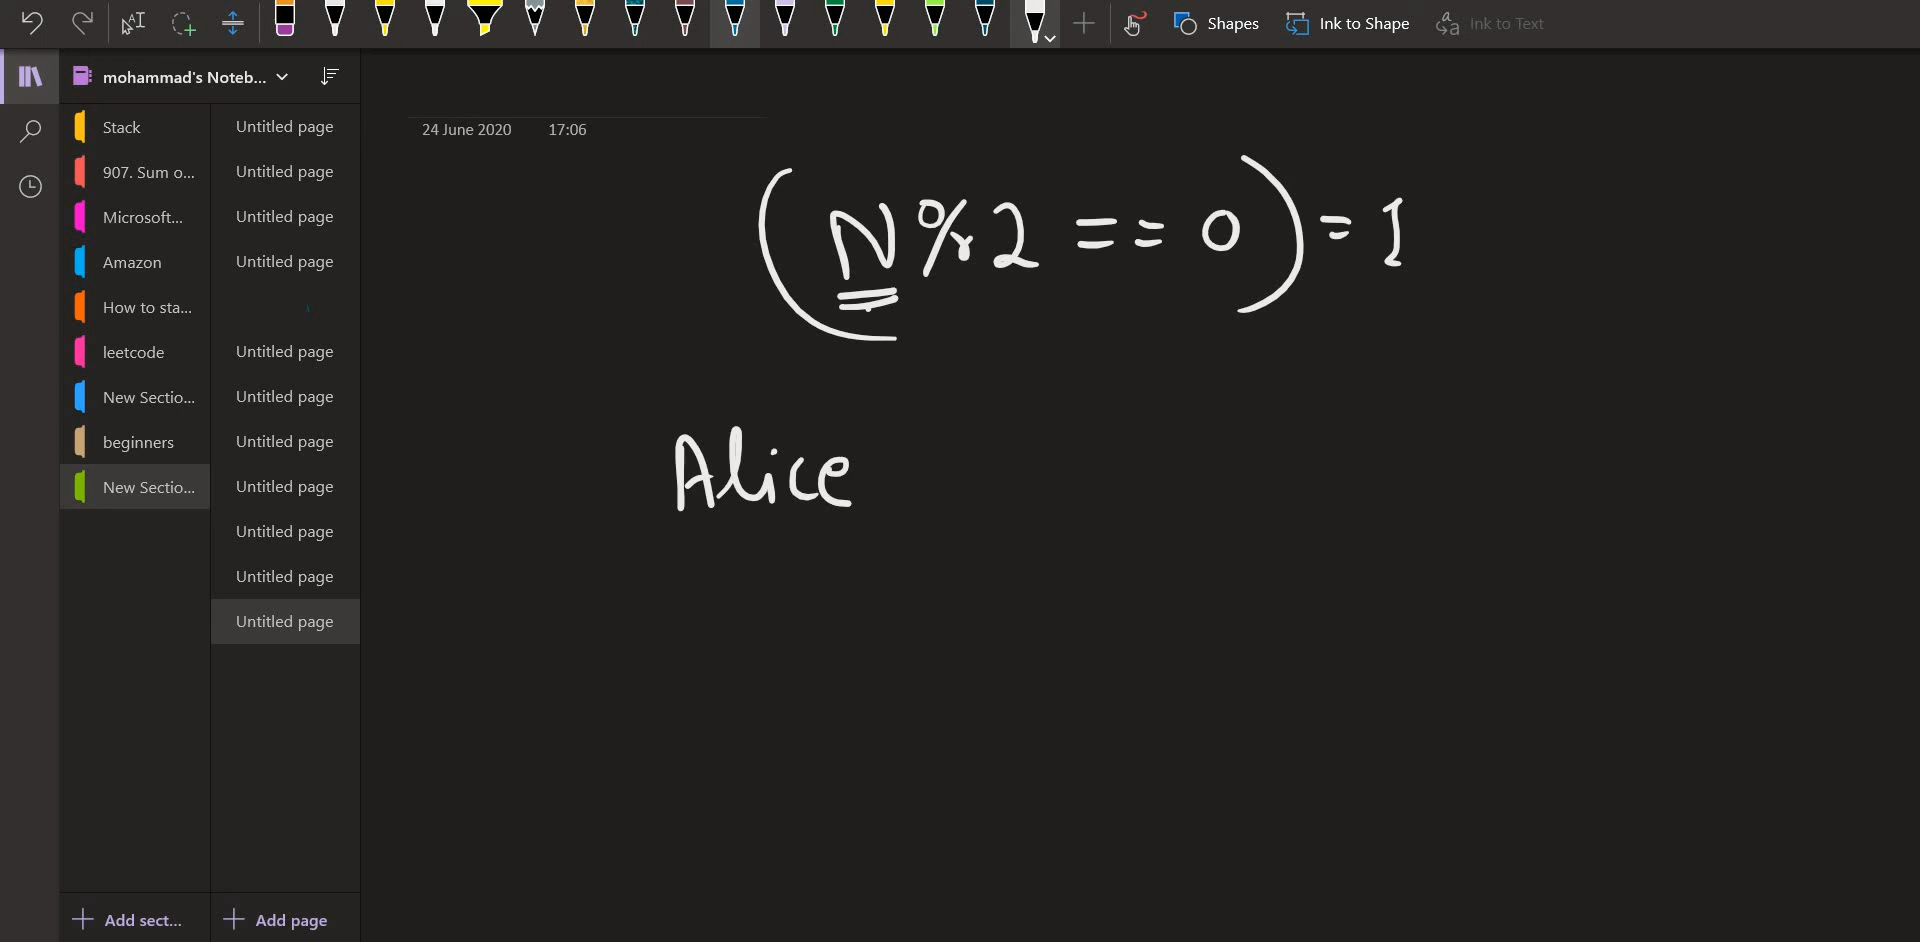 Shapes
Ink to Shape
Ink to Text
mohammad's Noteb...
Stack
907. Sum o...
Microsoft...
Amazon
How to sta...
leetcode
New Sectio...
beginners
New Sectio...
Add sect...
Untitled page
Untitled page
Untitled page
Untitled page
Untitled page
Untitled page
Untitled page
Untitled page
Untitled page
Untitled page
Untitled page
Add page
24 June 2020 17:06
(N%2 == 0) = 1
Alice